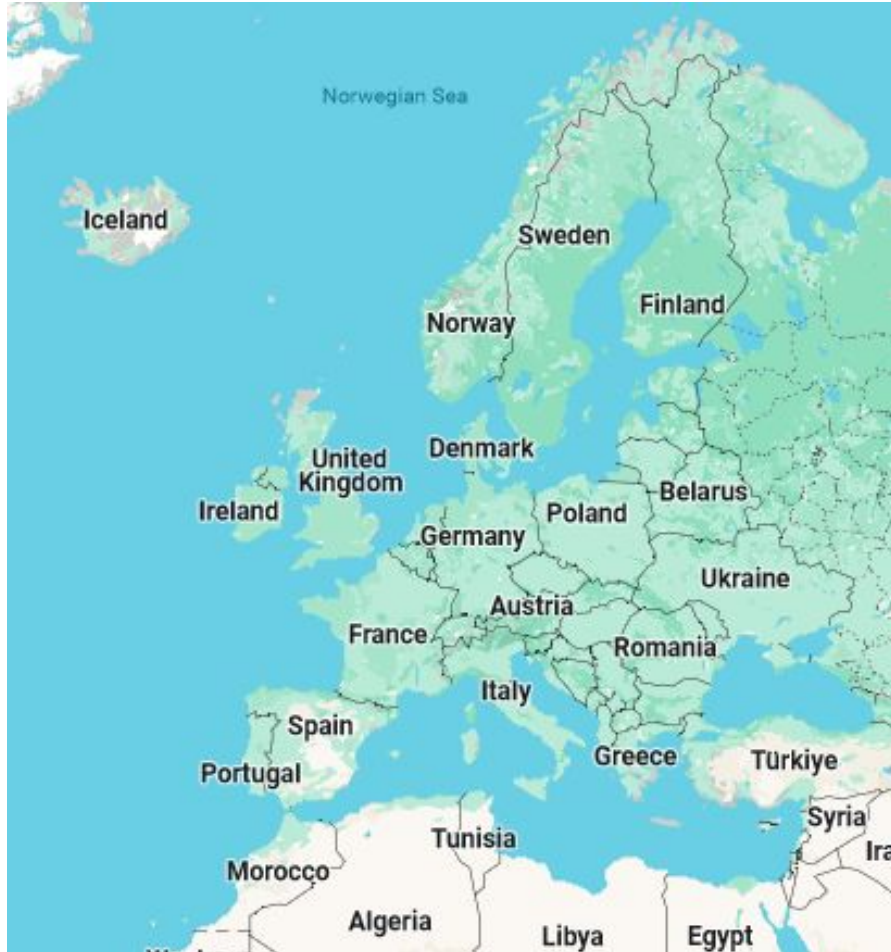 Norwegian Sea
Iceland
Sweden
Finland
Norway
Denmark
United
Kingdom
Ireland
Belarus
Poland
Germany
Ukraine
Austria
France
Romania
Italy
Spain
Greece
Türkiye
Portugal
Syria
Tunisia
Ira
Morocco
Algeria
Libya
Egypt